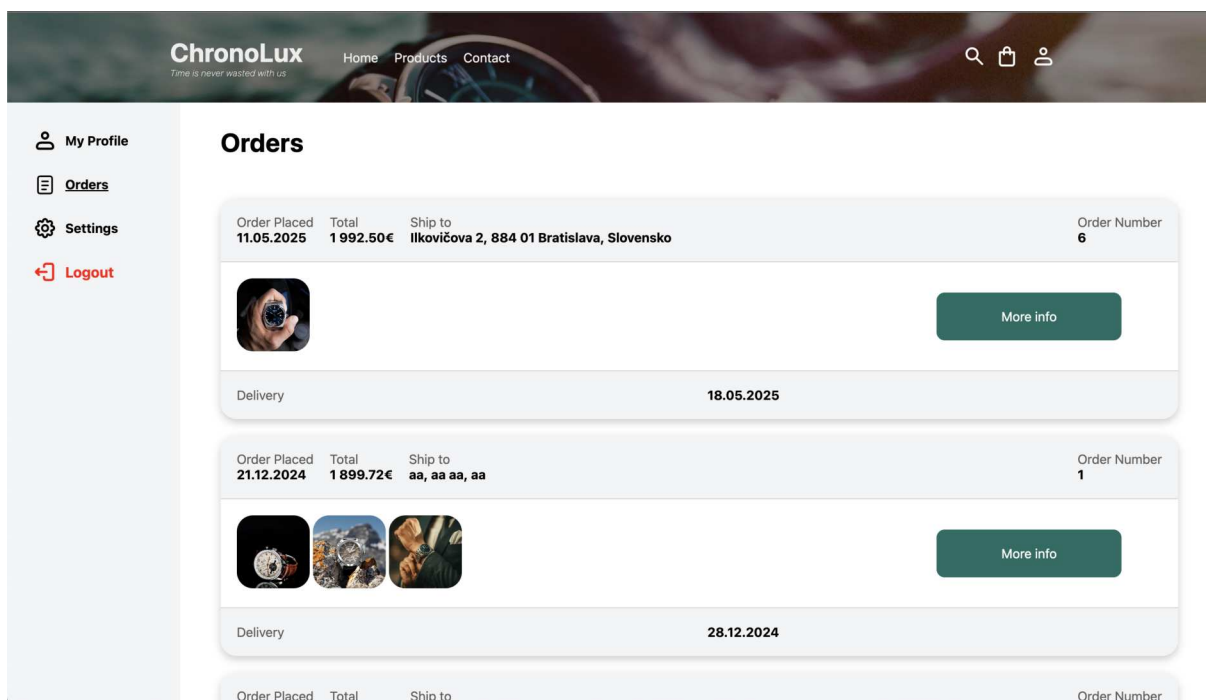 ChronoLux
Time is never wasted with us
Home Products Contact
My Profile
Orders
Settings
Logout
Orders
Order Placed Total Ship to Order Number
11.05.2025 1 992.50€ Ilkovičova 2, 884 01 Bratislava, Slovensko 6
More info
Delivery 18.05.2025
Order Placed Total Ship to Order Number
21.12.2024 1 899.72€ aa, aa aa, aa 1
More info
Delivery 28.12.2024
Order Placed Total Ship to Order Number